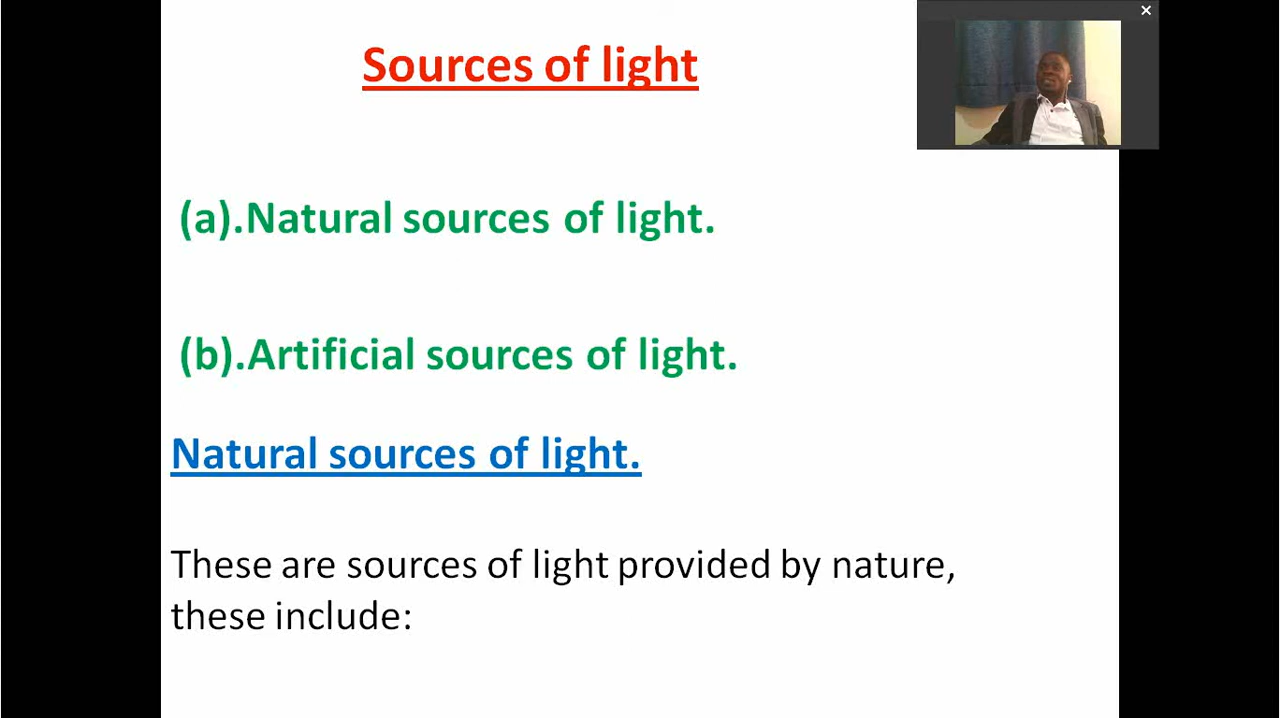 Sources of light
(a).Natural sources of light.
(b).Artificial sources of light.
Natural sources of light.
These are sources of light provided by nature,
these include: